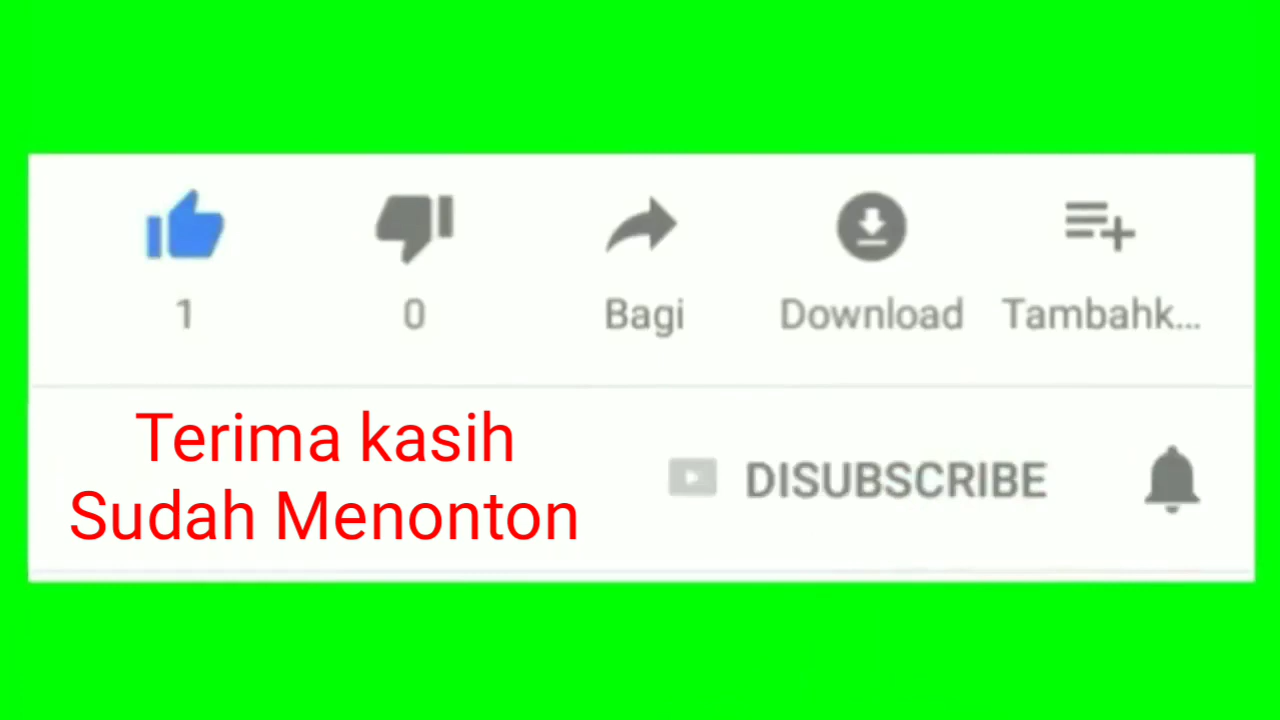 1 0 Bagi Download Tambahk...
Terima kasih
Sudah Menonton
DISUBSCRIBE